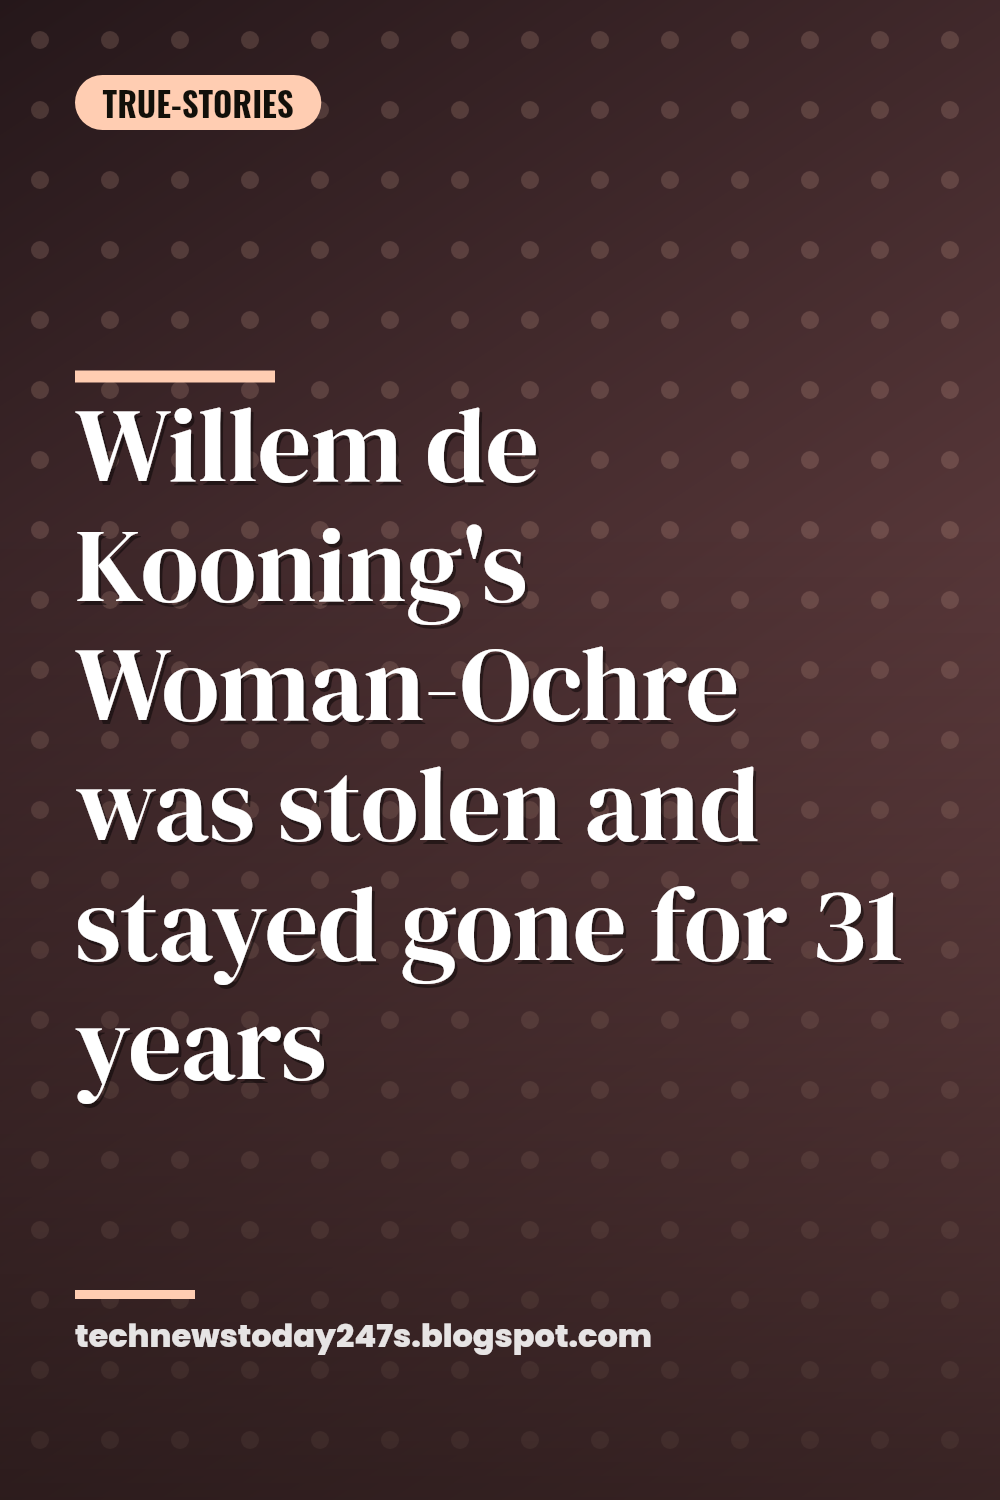 TRUE-STORIES
Willem de
Kooning's
Woman-Ochre
was stolen and
stayed gone for 31
years
technewstoday247s.blogspot.com